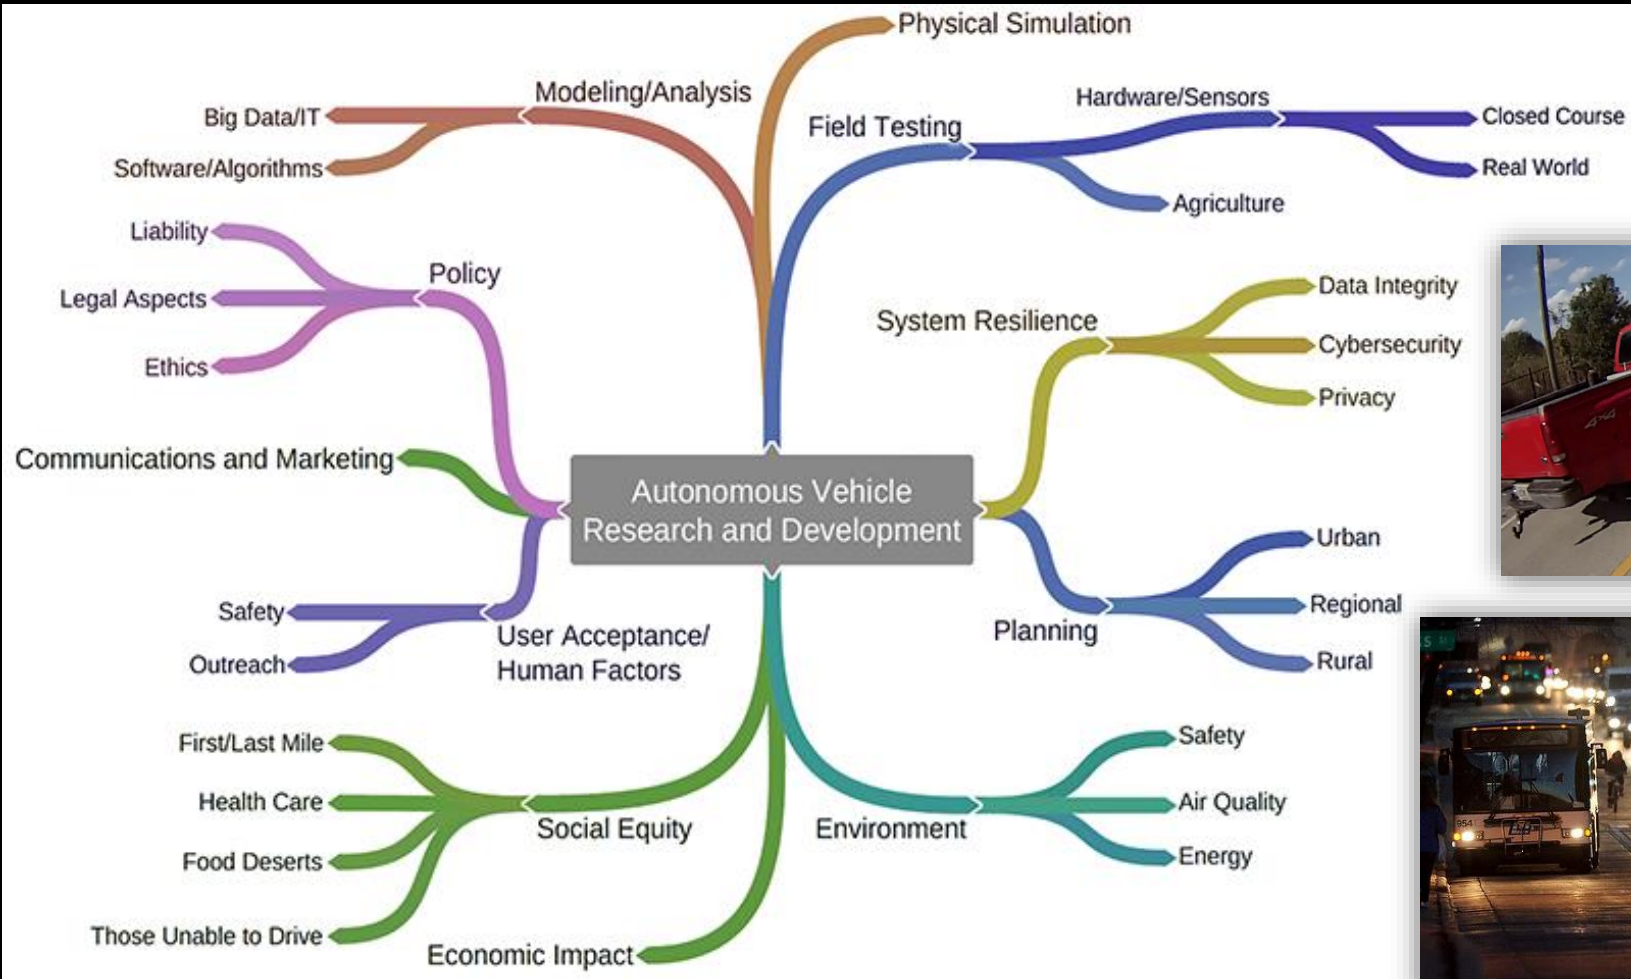 Physical Simulation
Modeling/Analysis
Big Data/IT
Software/Algorithms
Field Testing
Hardware/Sensors
Closed Course
Real World
Agriculture
Liability
Policy
Legal Aspects
Ethics
System Resilience
Data Integrity
Cybersecurity
Privacy
Communications and Marketing
Autonomous Vehicle
Research and Development
Urban
Regional
Rural
Planning
Safety
Outreach
User Acceptance/
Human Factors
First/Last Mile
Health Care
Food Deserts
Those Unable to Drive
Social Equity
Environment
Safety
Air Quality
Energy
Economic Impact
4x4
954